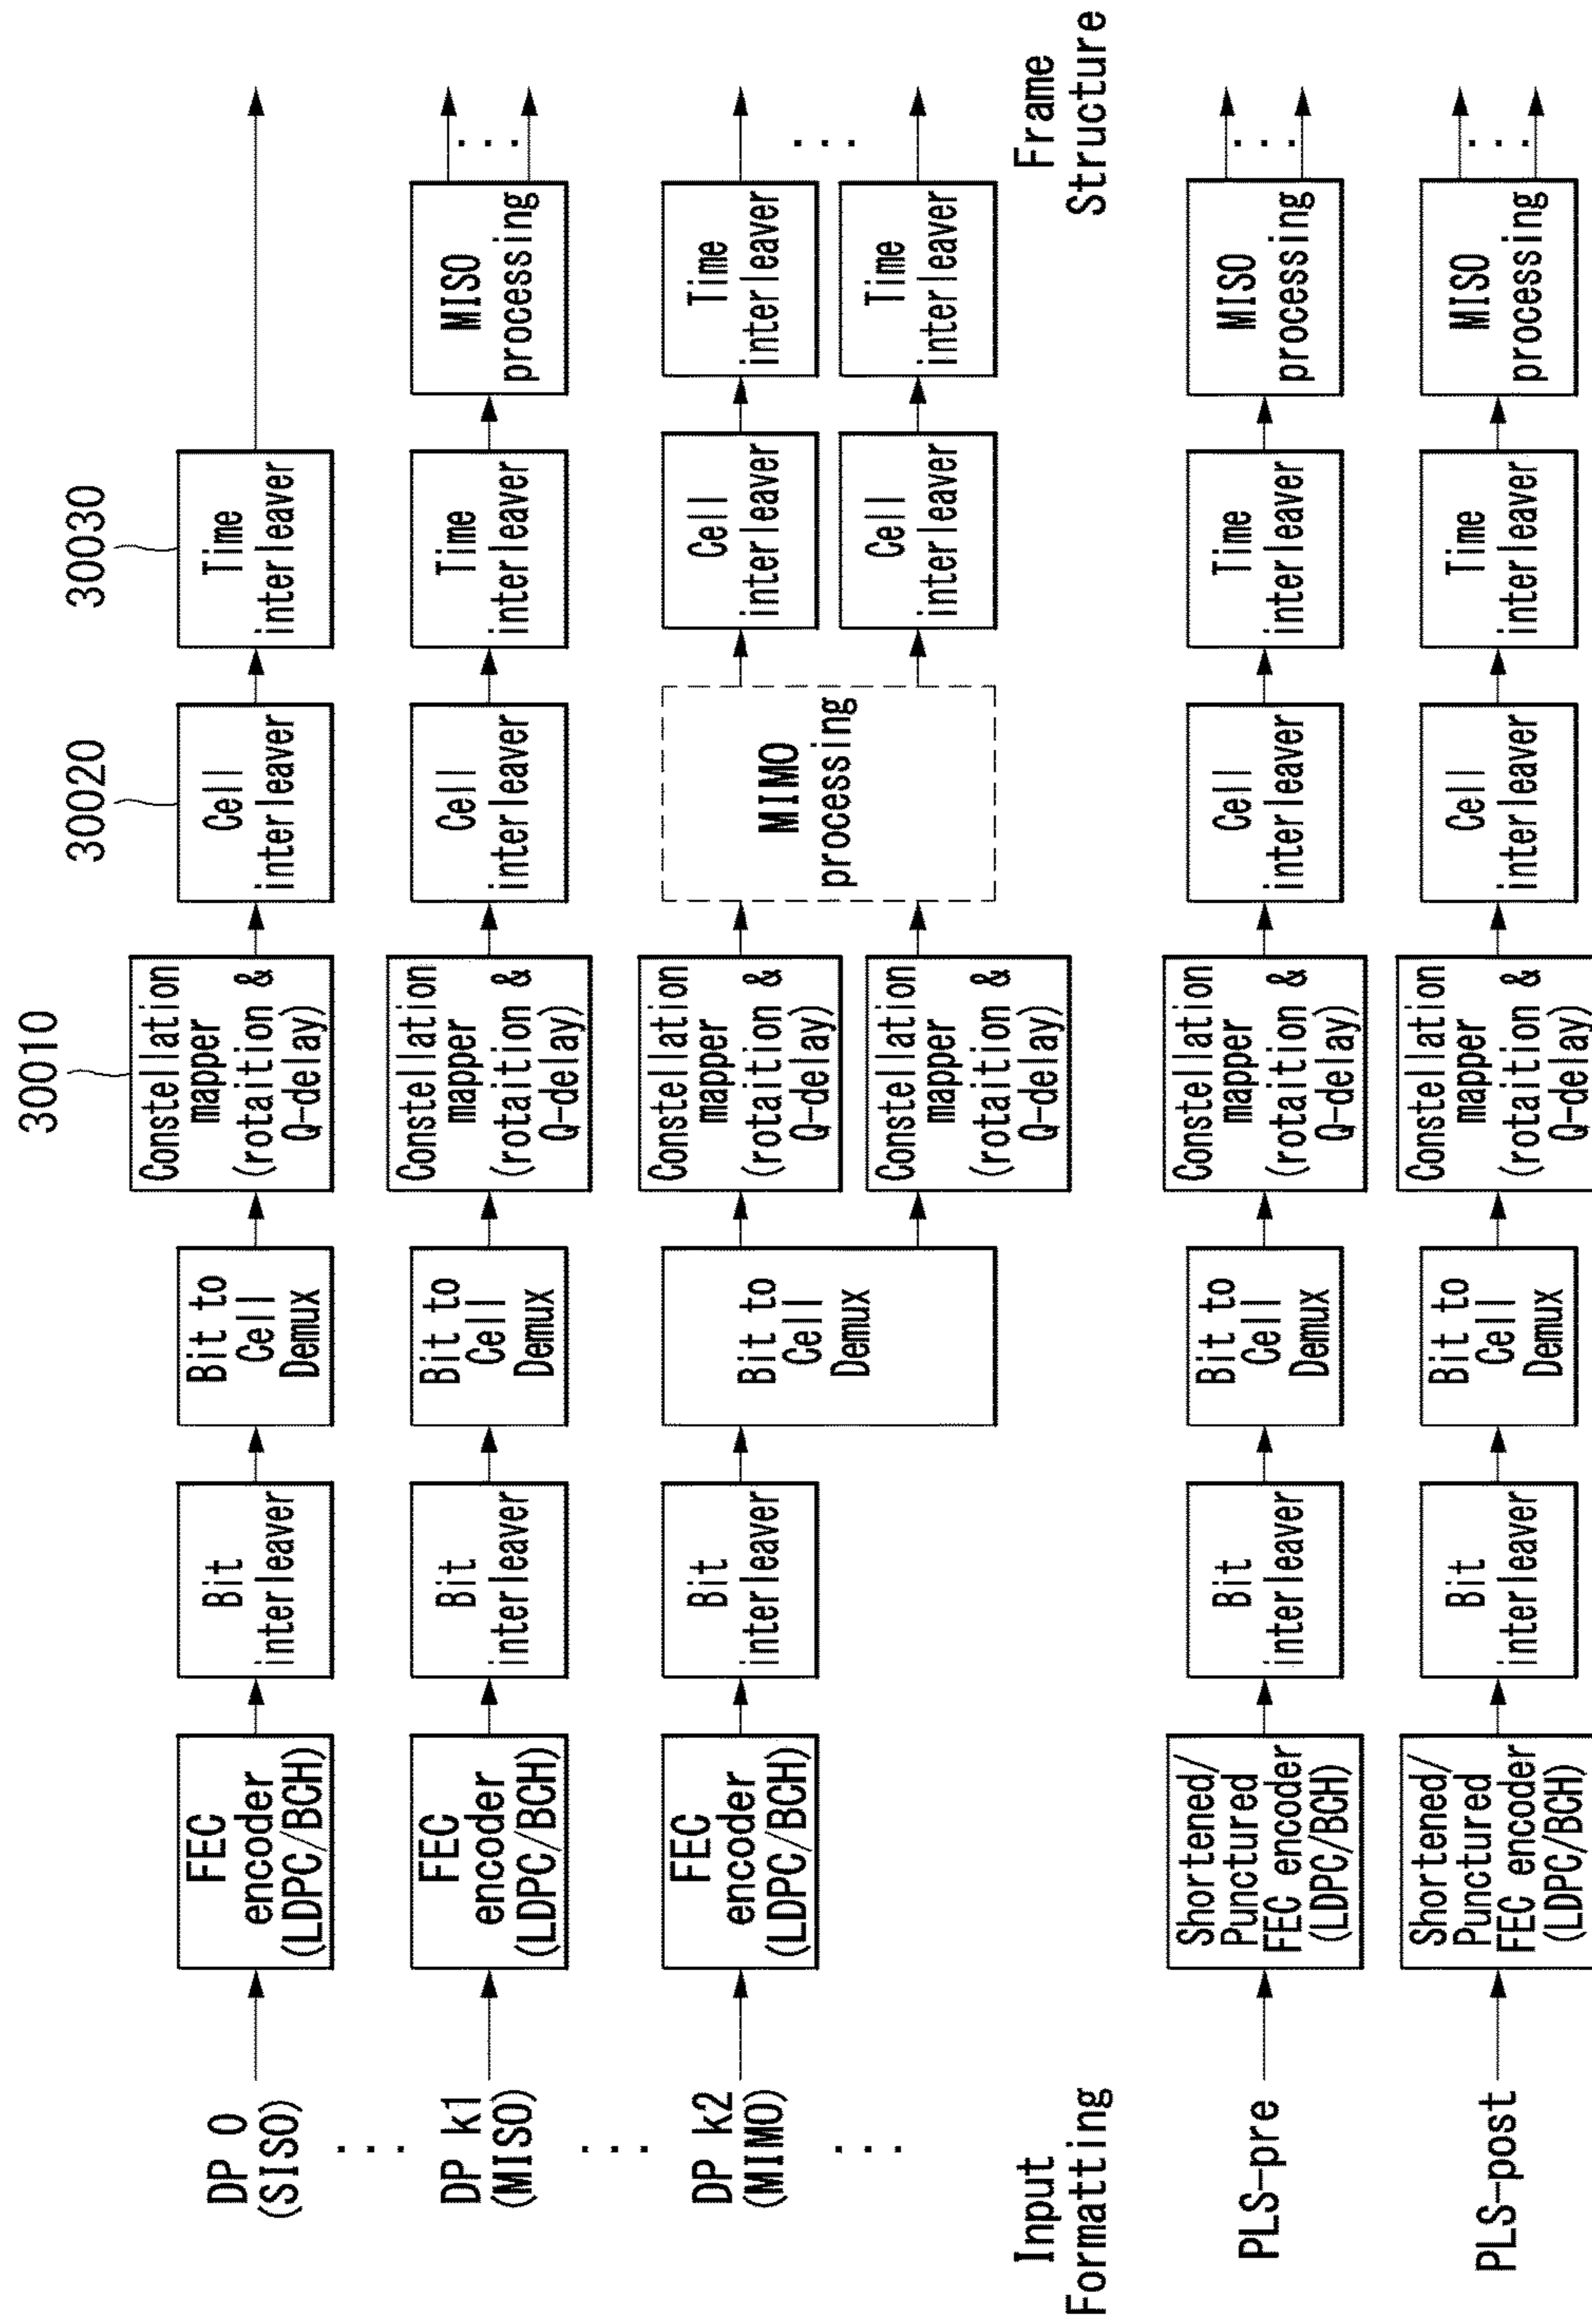 30010
30020
30030
DP 0
(SISO)
FEC
encoder
(LDPC/BCH)
Bit
interleaver
Bit to
Cell
Demux
Constellation
mapper
(rotaition &
Q-delay)
Cell
interleaver
Time
interleaver
...
DP k1
(MISO)
FEC
encoder
(LDPC/BCH)
Bit
interleaver
Bit to
Cell
Demux
Constellation
mapper
(rotaition &
Q-delay)
Cell
interleaver
Time
interleaver
MISO
processing
...
...
DP k2
(MIMO)
FEC
encoder
(LDPC/BCH)
Bit
interleaver
Bit to
Cell
Demux
Constellation
mapper
(rotaition &
Q-delay)
Constellation
mapper
(rotaition &
Q-delay)
MIMO
processing
Cell
interleaver
Time
interleaver
Cell
interleaver
Time
interleaver
...
...
Input
Formatting
Frame
Structure
PLS-pre
Shortened/
Punctured
FEC encoder
(LDPC/BCH)
Bit
interleaver
Bit to
Cell
Demux
Constellation
mapper
(rotaition &
Q-delay)
Cell
interleaver
Time
interleaver
MISO
processing
...
PLS-post
Shortened/
Punctured
FEC encoder
(LDPC/BCH)
Bit
interleaver
Bit to
Cell
Demux
Constellation
mapper
(rotaition &
Q-delay)
Cell
interleaver
Time
interleaver
MISO
processing
...